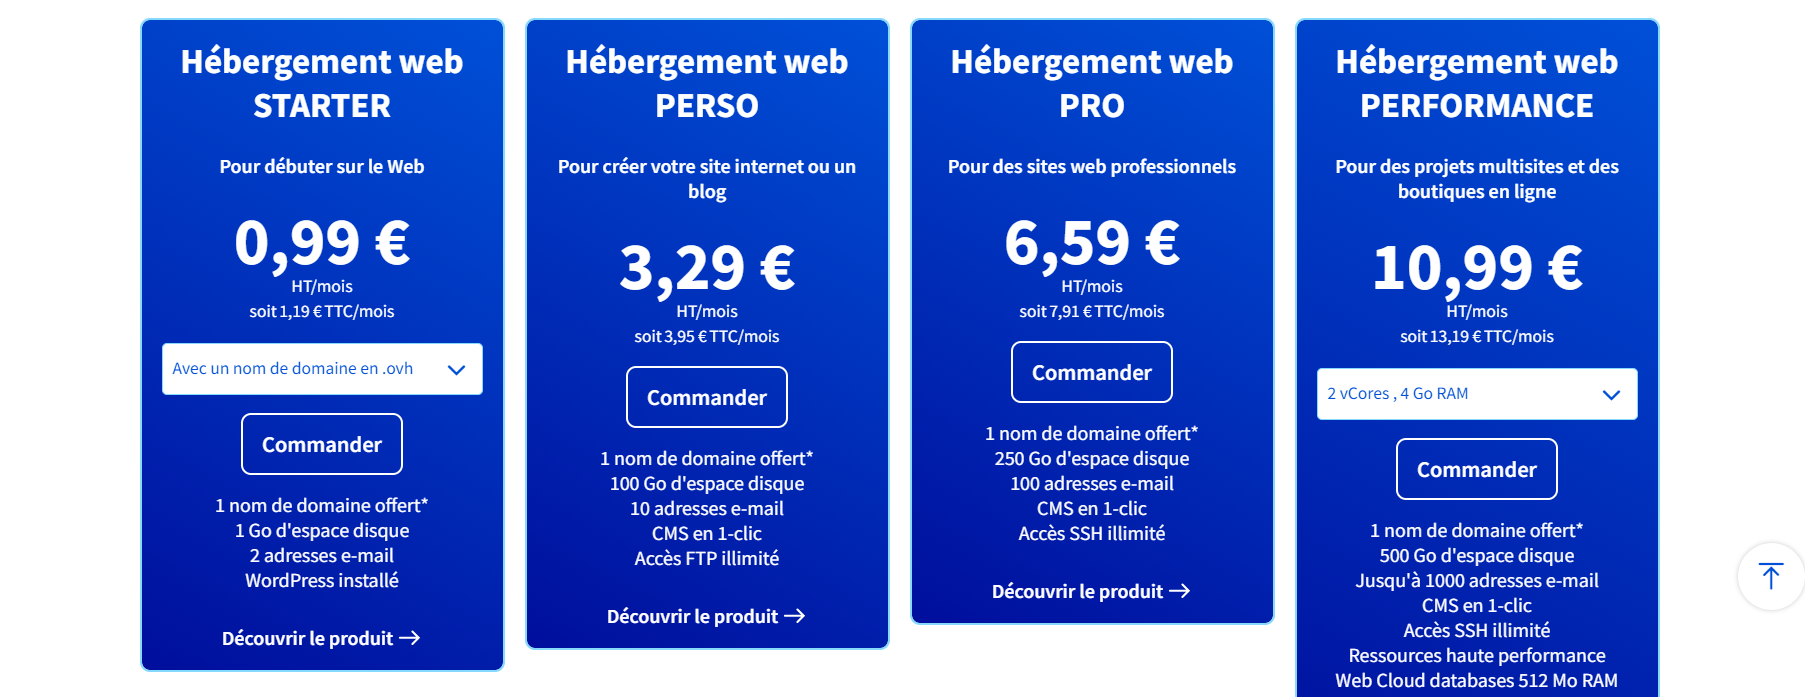 Hébergement web
STARTER
Pour débuter sur le Web
0,99 €
HT/mois
soit 1,19 € TTC/mois
Avec un nom de domaine en .ovh
Commander
1 nom de domaine offert*
1 Go d'espace disque
2 adresses e-mail
WordPress installé
Découvrir le produit →
Hébergement web
PERSO
Pour créer votre site internet ou un
blog
3,29 €
HT/mois
soit 3,95 € TTC/mois
Commander
1 nom de domaine offert*
100 Go d'espace disque
10 adresses e-mail
CMS en 1-clic
Accès FTP illimité
Découvrir le produit →
Hébergement web
PRO
Pour des sites web professionnels
6,59 €
HT/mois
soit 7,91 € TTC/mois
Commander
1 nom de domaine offert*
250 Go d'espace disque
100 adresses e-mail
CMS en 1-clic
Accès SSH illimité
Découvrir le produit →
Hébergement web
PERFORMANCE
Pour des projets multisites et des
boutiques en ligne
10,99 €
HT/mois
soit 13,19 € TTC/mois
2 vCores , 4 Go RAM
Commander
1 nom de domaine offert*
500 Go d'espace disque
Jusqu'à 1000 adresses e-mail
CMS en 1-clic
Accès SSH illimité
Ressources haute performance
Web Cloud databases 512 Mo RAM